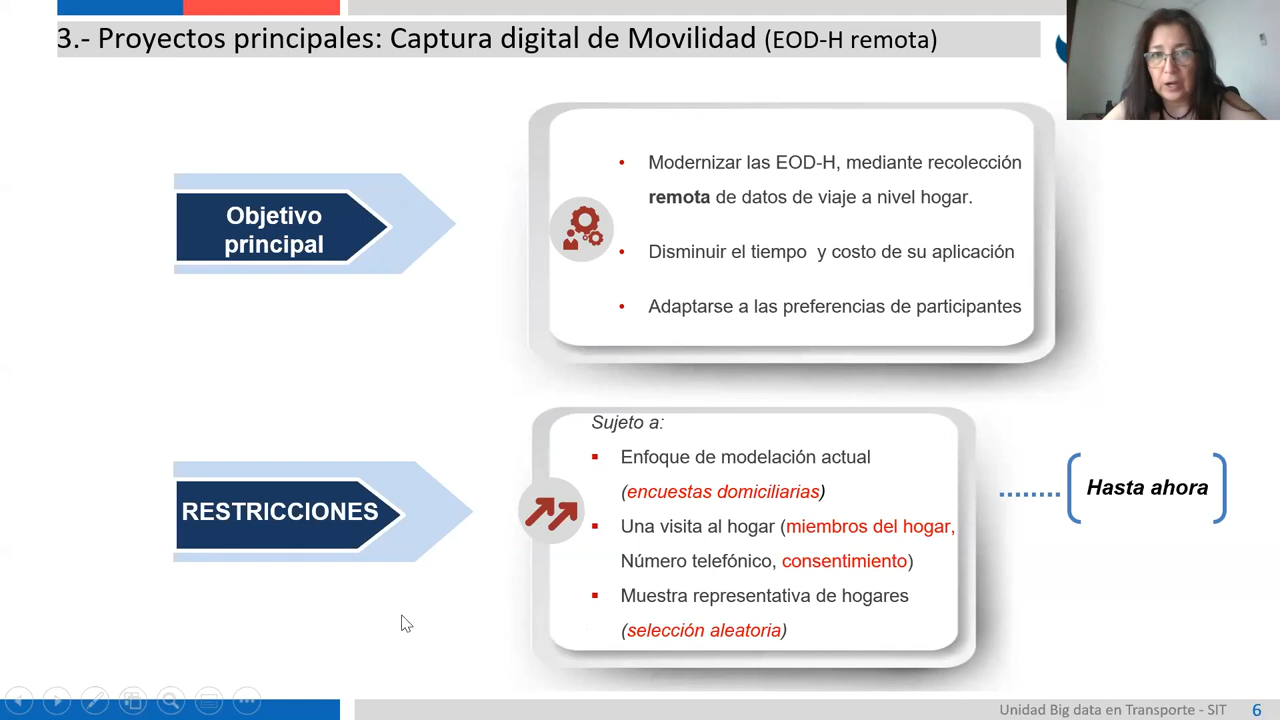 3.- Proyectos principales: Captura digital de Movilidad (EOD-H remota)
Objetivo
principal
• Modernizar las EOD-H, mediante recolección
remota de datos de viaje a nivel hogar.
• Disminuir el tiempo y costo de su aplicación
• Adaptarse a las preferencias de participantes
RESTRICCIONES
Sujeto a:
▪ Enfoque de modelación actual
(encuestas domiciliarias)
▪ Una visita al hogar (miembros del hogar,
Número telefónico, consentimiento)
▪ Muestra representativa de hogares
(selección aleatoria)
Hasta ahora
Unidad Big data en Transporte - SIT 6